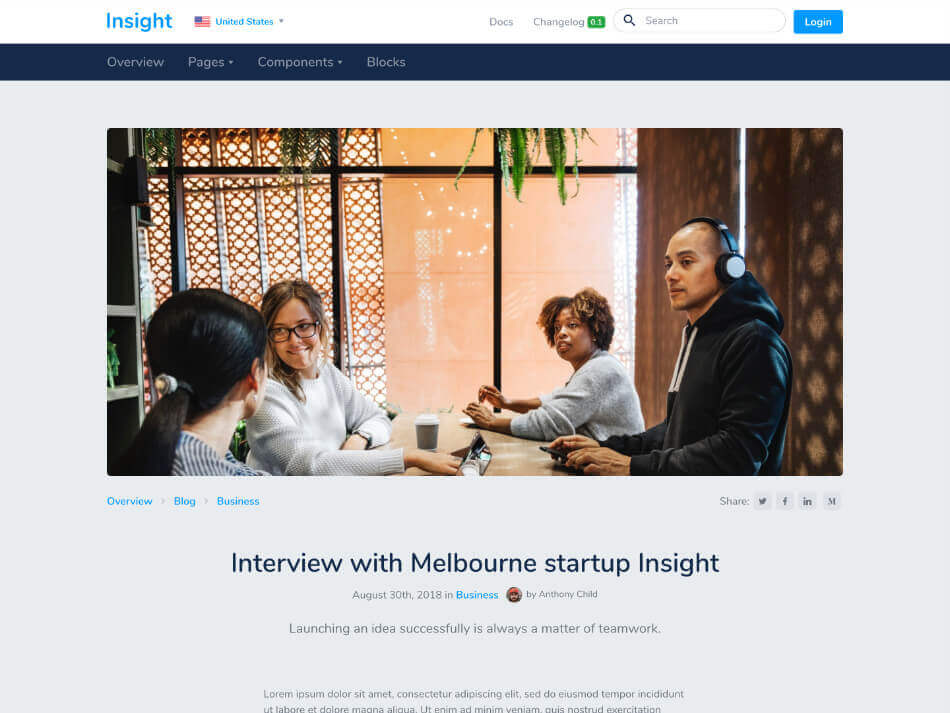 Insight
United States
Docs
Changelog 0.1
Search
Login
Overview
Pages
Components
Blocks
Overview
Blog
Business
Share:
Interview with Melbourne startup Insight
August 30th, 2018 in Business by Anthony Child
Launching an idea successfully is always a matter of teamwork.
Lorem ipsum dolor sit amet, consectetur adipiscing elit, sed do eiusmod tempor incididunt
ut labore et dolore magna aliqua. Ut enim ad minim veniam, quis nostrud exercitation